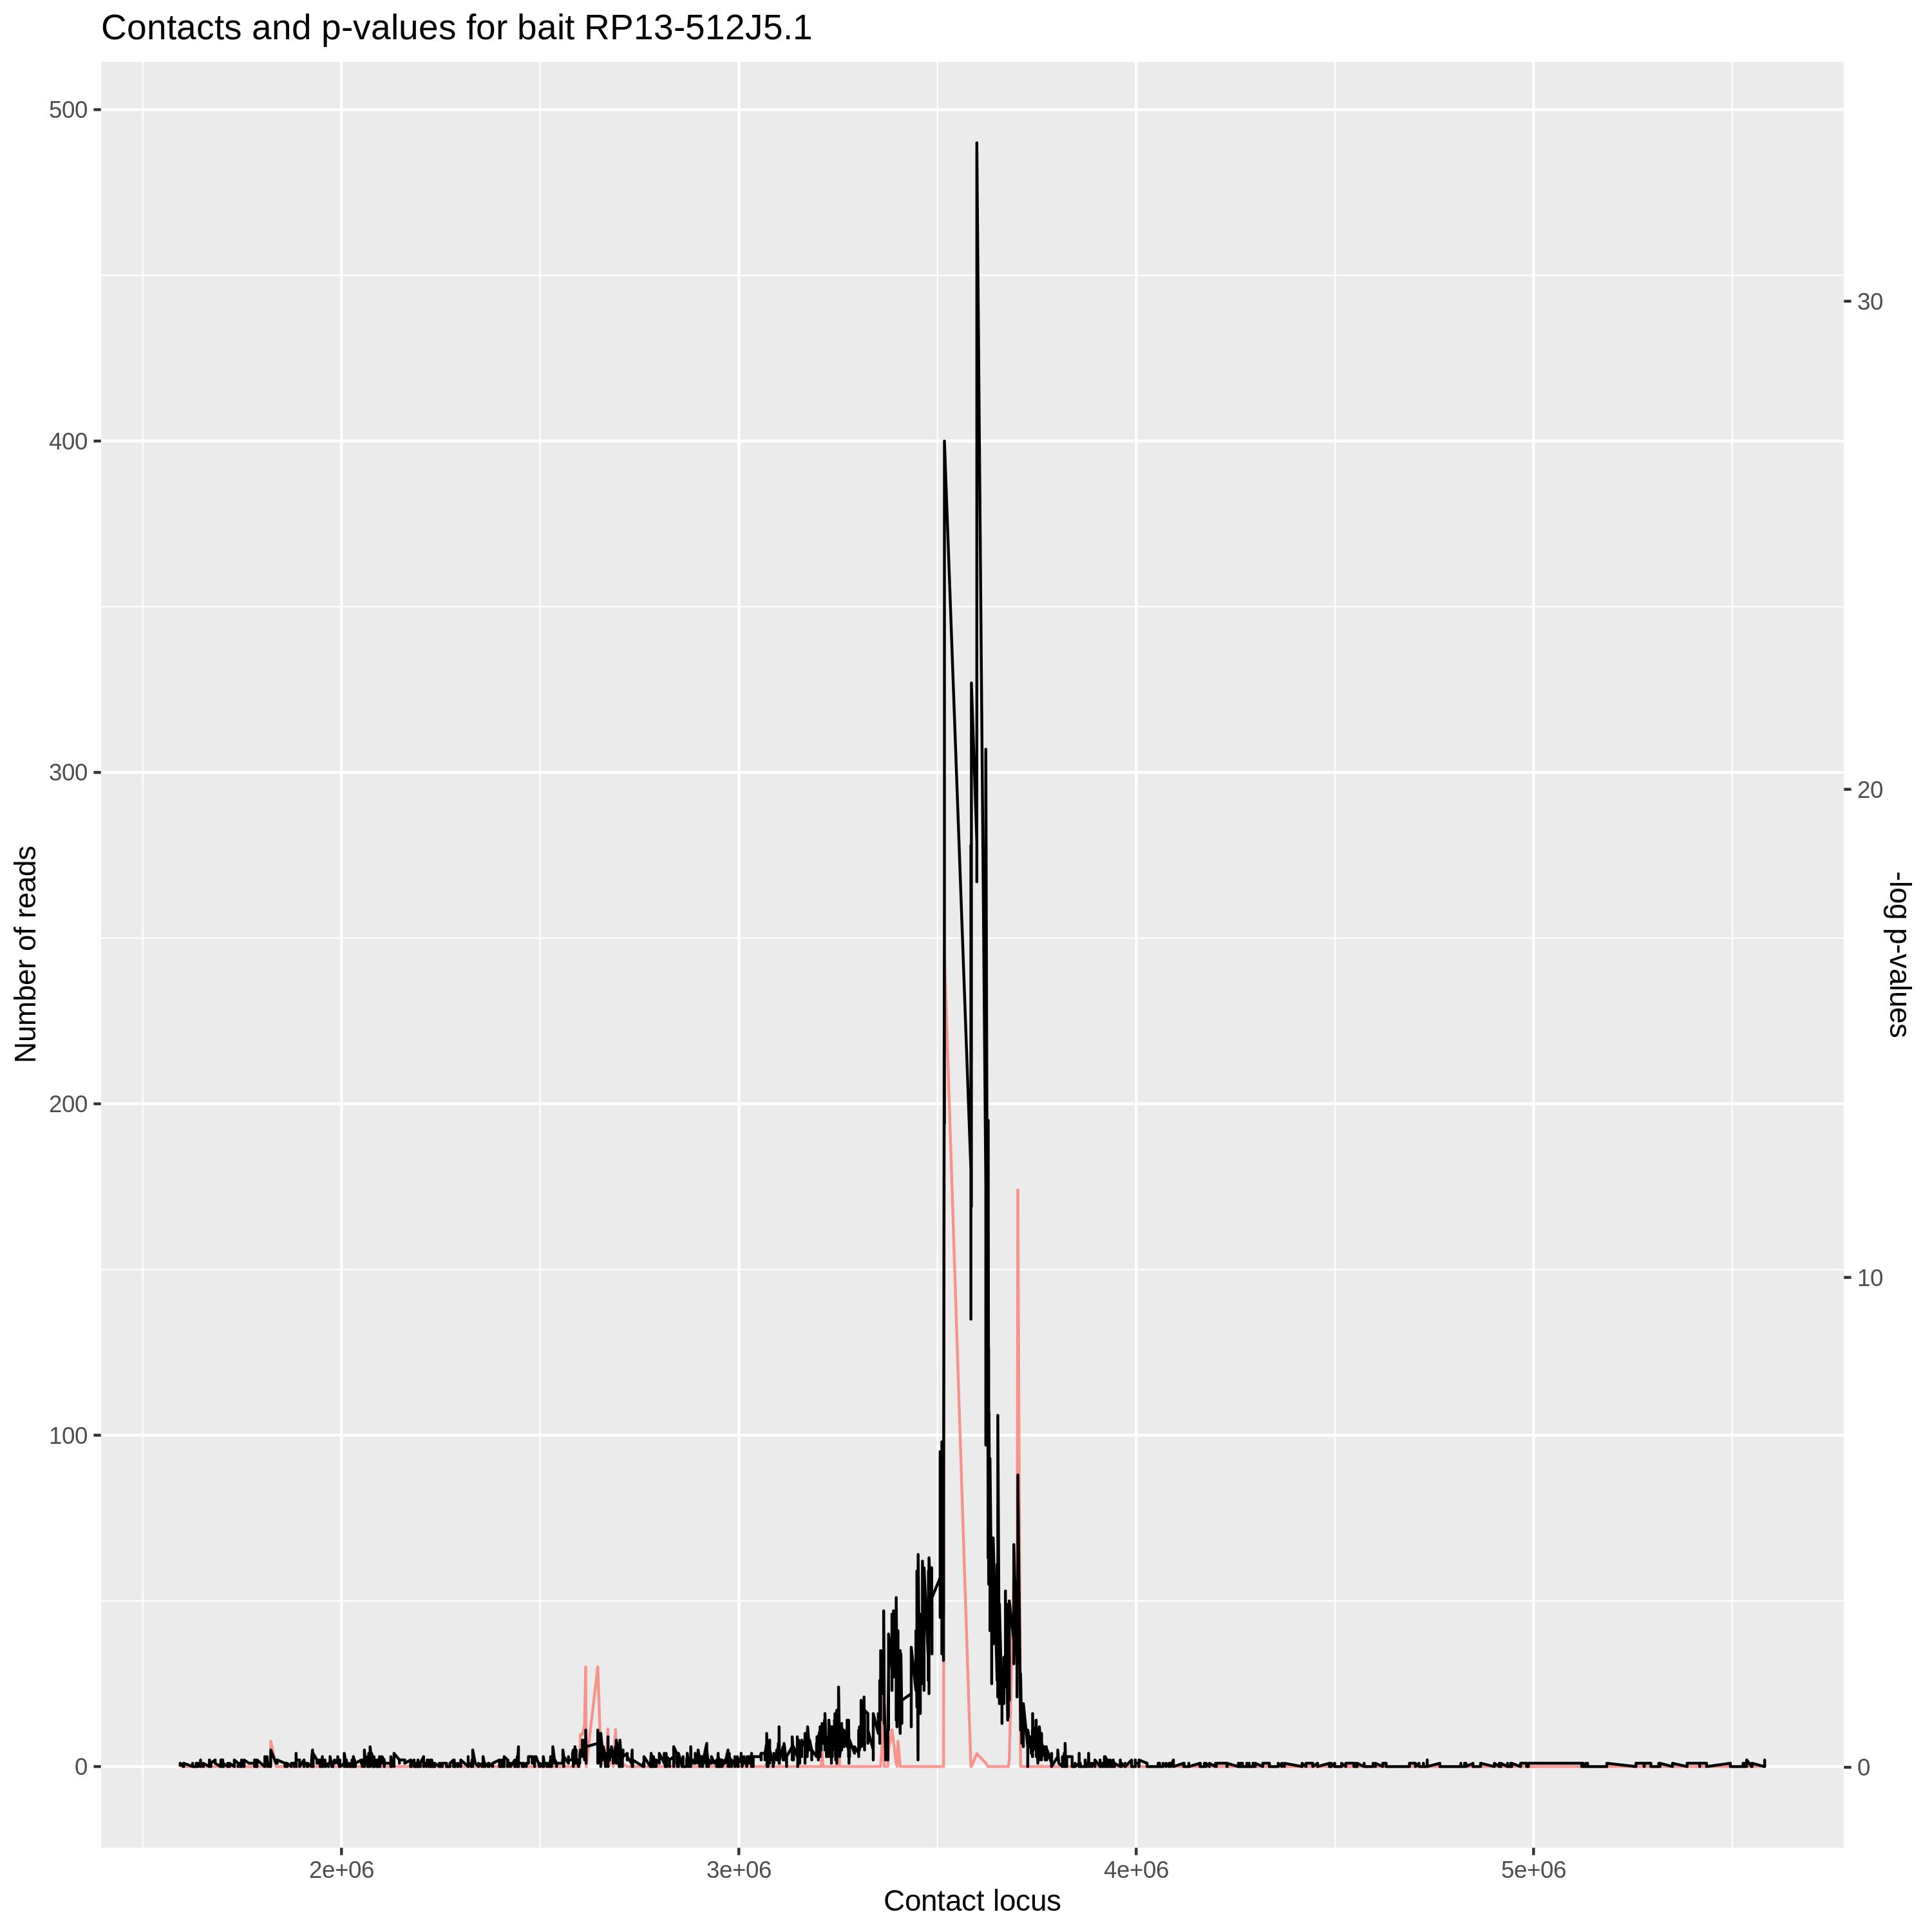 Contacts and p-values for bait RP13-512J5.1
500
400
300
200
100
0
Number of reads
30
20
10
0
-log p-values
2e+06
3e+06
4e+06
5e+06
Contact locus